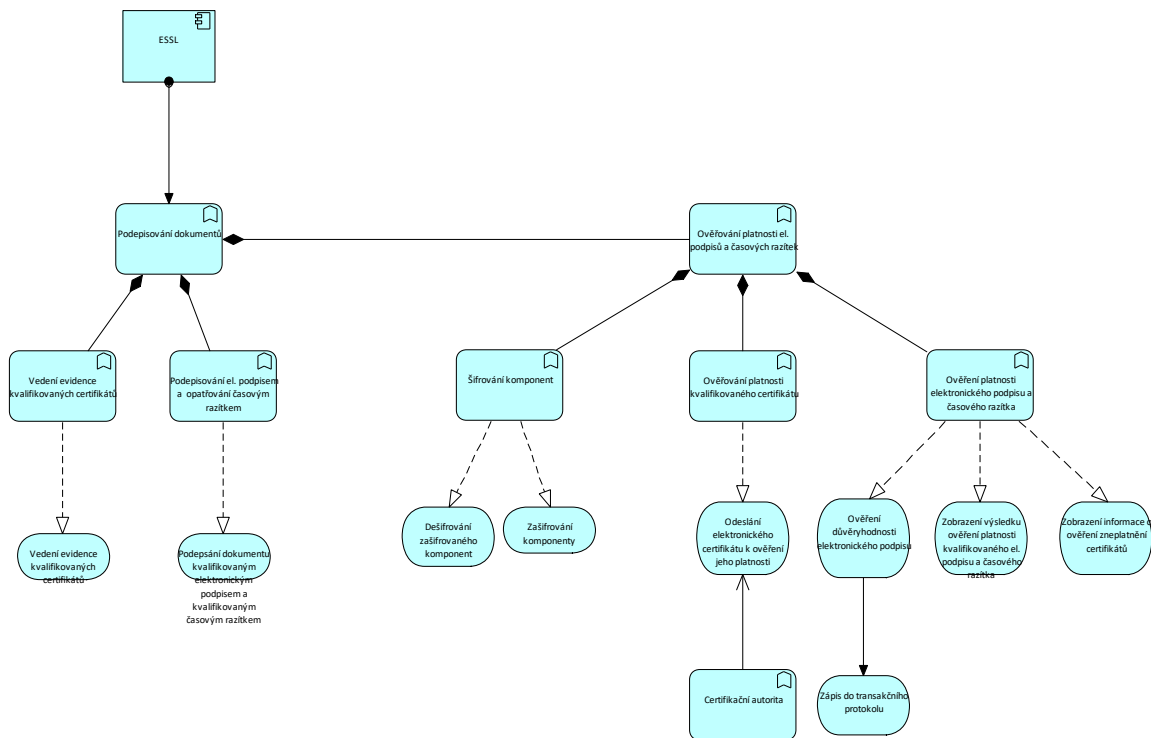 ESSL
Podepisování dokumentů
Ověřování platnosti el.
podpisů a časových razítek
Vedení evidence
kvalifikovaných certifikátů
Podepisování el. podpisem
a opatřování časovým
razítkem
Šifrování komponent
Ověřování platnosti
kvalifikovaného certifikátu
Ověření platnosti
elektronického podpisu a
časového razítka
Vedení evidence
kvalifikovaných
certifikátů
Podepsání dokumentu
kvalifikovaným
elektronickým
podpisem a
kvalifikovaným
časovým razítkem
Dešifrování
zašifrovaného
komponent
Zašifrování
komponenty
Odeslání
elektronického
certifikátu k ověření
jeho platnosti
Ověření
důvěryhodnosti
elektronického podpisu
Zobrazení výsledku
ověření platnosti
kvalifikovaného el.
podpisu a časového
razítka
Zobrazení informace o
ověření zneplatnění
certifikátů
Certifikační autorita
Zápis do transakčního
protokolu